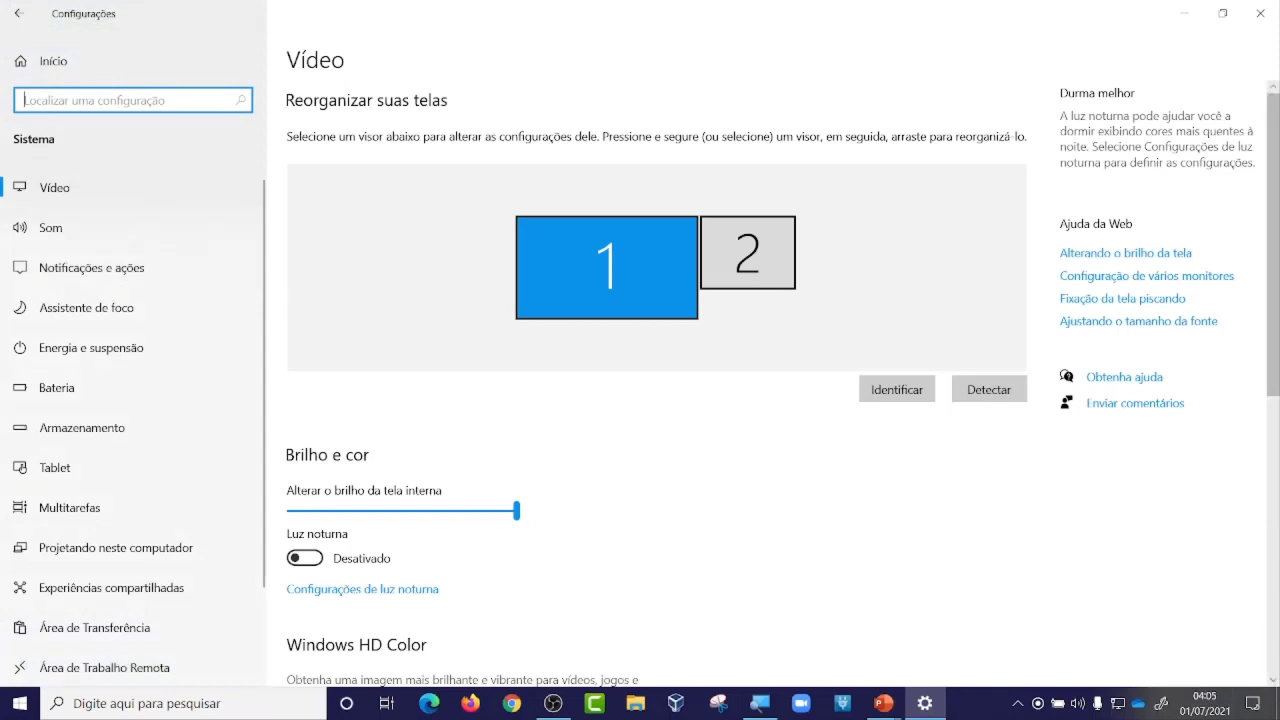 Configurações
Início
Localizar uma configuração
Sistema
Vídeo
Som
Notificações e ações
Assistente de foco
Energia e suspensão
Bateria
Armazenamento
Tablet
Multitarefas
Projetando neste computador
Experiências compartilhadas
Área de Transferência
Área de Trabalho Remota
Vídeo
Reorganizar suas telas
Selecione um visor abaixo para alterar as configurações dele. Pressione e segure (ou selecione) um visor, em seguida, arraste para reorganizá-lo.
1
2
Identificar
Detectar
Brilho e cor
Alterar o brilho da tela interna
Luz noturna
Desativado
Configurações de luz noturna
Windows HD Color
Obtenha uma imagem mais brilhante e vibrante para vídeos, jogos e
Durma melhor
A luz noturna pode ajudar você a
dormir exibindo cores mais quentes à
noite. Selecione Configurações de luz
noturna para definir as configurações.
Ajuda da Web
Alterando o brilho da tela
Configuração de vários monitores
Fixação da tela piscando
Ajustando o tamanho da fonte
Obtenha ajuda
Enviar comentários
Digite aqui para pesquisar
04:05
01/07/2021